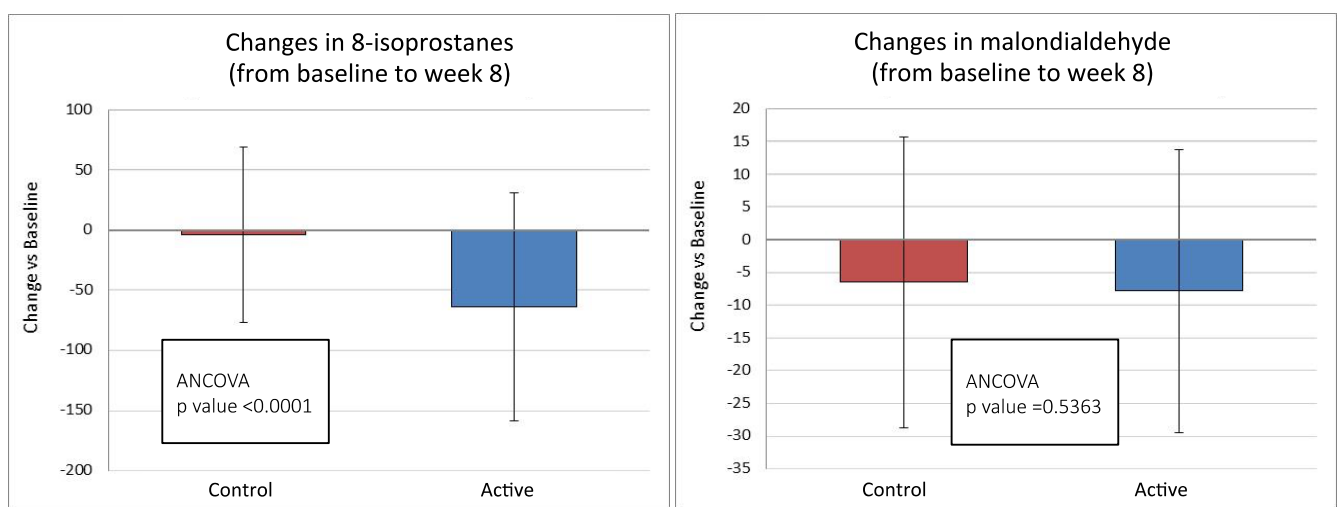 Changes in 8-isoprostanes
(from baseline to week 8)
100
50
0
-50
-100
-150
-200
Change vs Baseline
ANCOVA
p value <0.0001
Control
Active
Changes in malondialdehyde
(from baseline to week 8)
20
15
10
5
0
-5
-10
-15
-20
-25
-30
-35
Change vs Baseline
ANCOVA
p value =0.5363
Control
Active